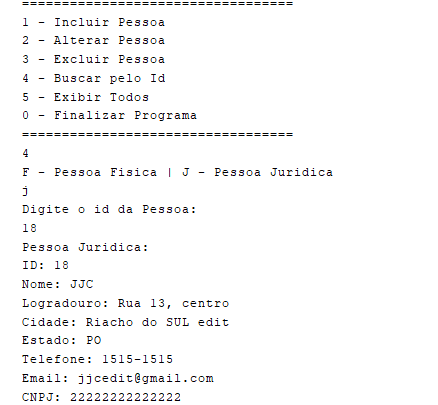 ==================================
1 - Incluir Pessoa
2 - Alterar Pessoa
3 - Excluir Pessoa
4 - Buscar pelo Id
5 - Exibir Todos
0 - Finalizar Programa
==================================
4
F - Pessoa Fisica | J - Pessoa Juridica
j
Digite o id da Pessoa:
18
Pessoa Juridica:
ID: 18
Nome: JJC
Logradouro: Rua 13, centro
Cidade: Riacho do SUL edit
Estado: PO
Telefone: 1515-1515
Email: jjcedit@gmail.com
CNPJ: 22222222222222